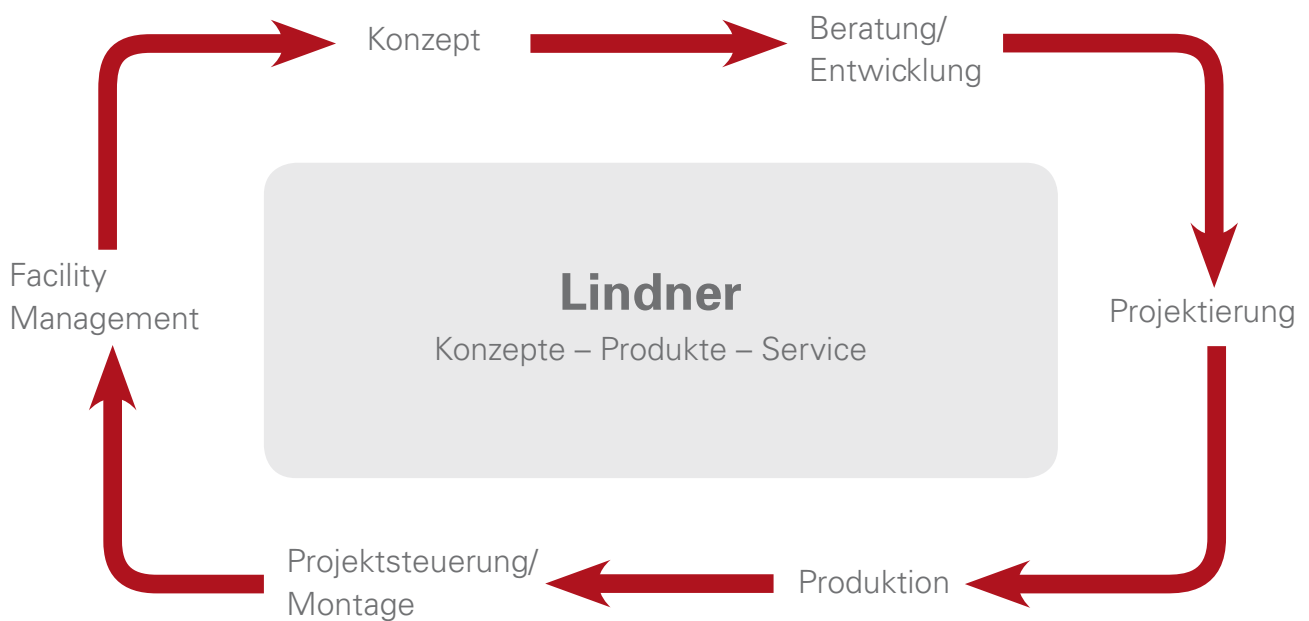 Konzept
Beratung/
Entwicklung
Facility
Management
Lindner
Konzepte – Produkte – Service
Projektierung
Projektsteuerung/
Montage
Produktion